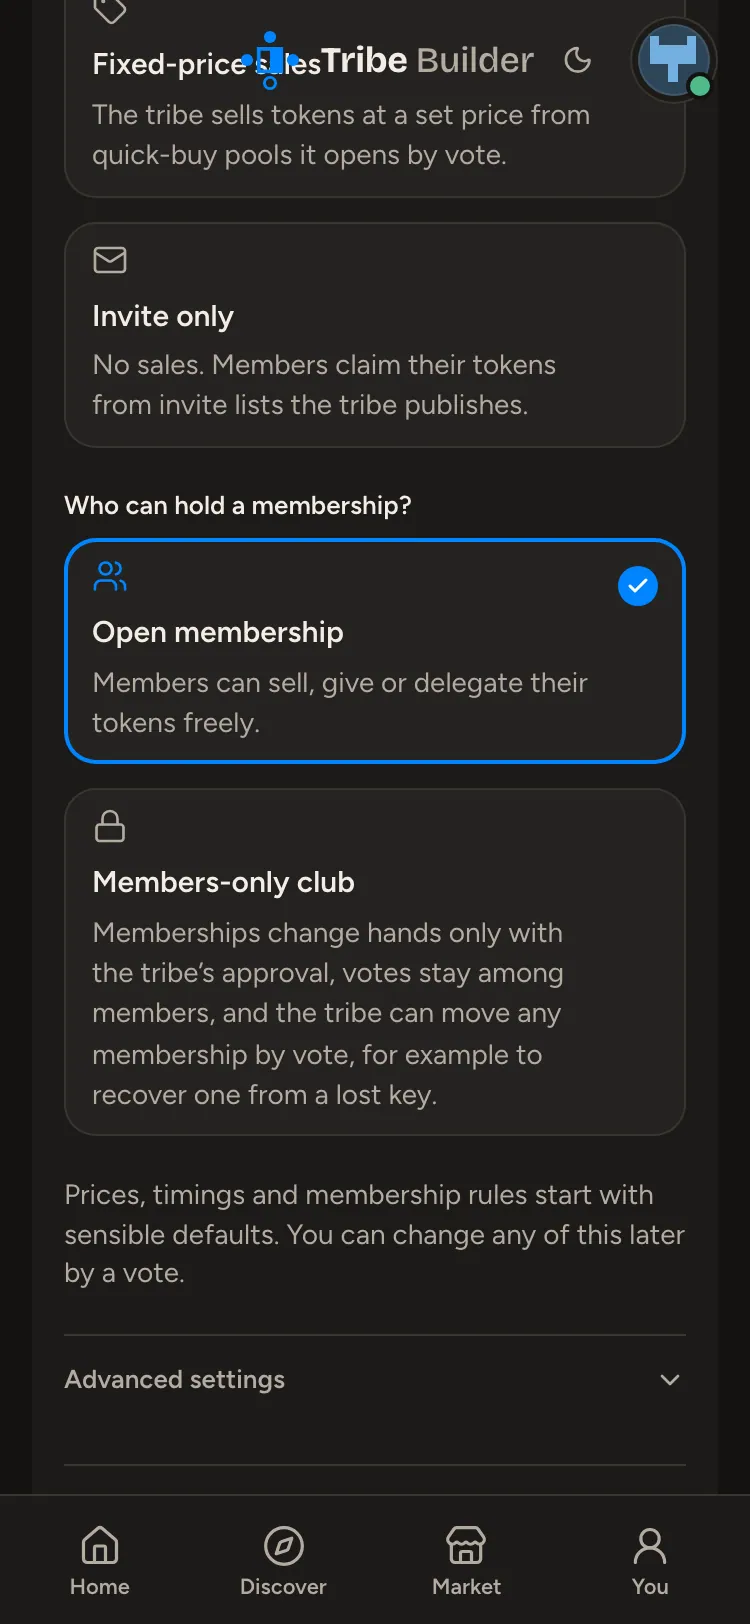 Tribe Builder
Fixed-price sales
The tribe sells tokens at a set price from
quick-buy pools it opens by vote.
Invite only
No sales. Members claim their tokens
from invite lists the tribe publishes.
Who can hold a membership?
Open membership
Members can sell, give or delegate their
tokens freely.
Members-only club
Memberships change hands only with
the tribe’s approval, votes stay among
members, and the tribe can move any
membership by vote, for example to
recover one from a lost key.
Prices, timings and membership rules start with
sensible defaults. You can change any of this later
by a vote.
Advanced settings
Home
Discover
Market
You